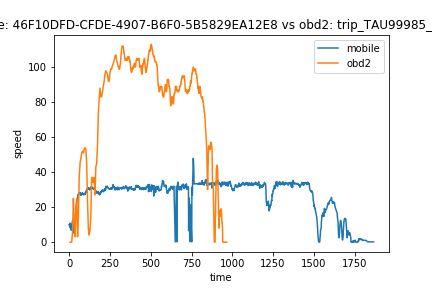 e: 46F10DFD-CFDE-4907-B6F0-5B5829EA12E8 vs obd2: trip_TAU99985_
mobile
obd2
speed
100
80
60
40
20
0
0 250 500 750 1000 1250 1500 1750
time